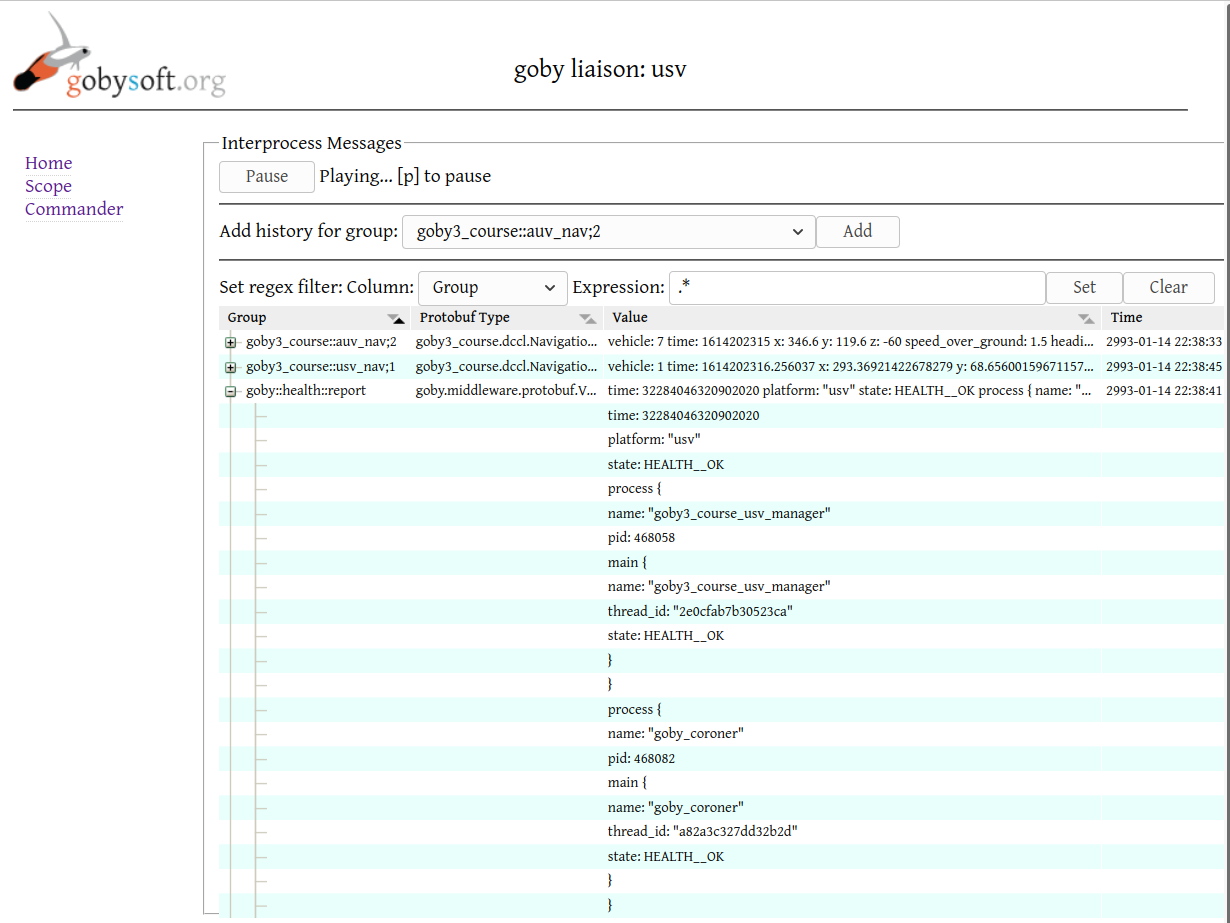 gobysoft.org
goby liaison: usv
Home
Scope
Commander
Interprocess Messages
Pause Playing... [p] to pause
Add history for group: goby3_course::auv_nav;2 Add
Set regex filter: Column: Group Expression: .* Set Clear
Group Protobuf Type Value Time
goby3_course::auv_nav;2 goby3_course.dccl.Navigatio... vehicle: 7 time: 1614202315 x: 346.6 y: 119.6 z: -60 speed_over_ground: 1.5 headi... 2993-01-14 22:38:33
goby3_course::usv_nav;1 goby3_course.dccl.Navigatio... vehicle: 1 time: 1614202316.256037 x: 293.36921422678279 y: 68.65600159671157... 2993-01-14 22:38:45
goby::health::report goby.middleware.protobuf.V... time: 32284046320902020 platform: "usv" state: HEALTH__OK process { name: "... 2993-01-14 22:38:41
time: 32284046320902020
platform: "usv"
state: HEALTH__OK
process {
name: "goby3_course_usv_manager"
pid: 468058
main {
name: "goby3_course_usv_manager"
thread_id: "2e0cfab7b30523ca"
state: HEALTH__OK
}
}
process {
name: "goby_coroner"
pid: 468082
main {
name: "goby_coroner"
thread_id: "a82a3c327dd32b2d"
state: HEALTH__OK
}
}